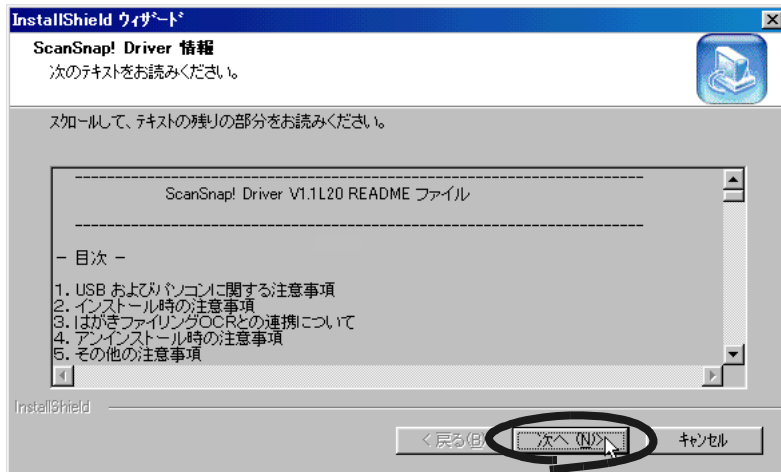 InstallShield ウィザード
ScanSnap! Driver 情報
次のテキストをお読みください。
スクロールして、テキストの残りの部分をお読みください。
--------------------------------------------------------------------------------
ScanSnap! Driver V1.1L20 README ファイル
--------------------------------------------------------------------------------
- 目次 -
1. USB およびパソコンに関する注意事項
2. インストール時の注意事項
3. はがきファイリングOCRとの連携について
4. アンインストール時の注意事項
5. その他の注意事項
InstallShield
< 戻る(B) 次へ (N)> キャンセル